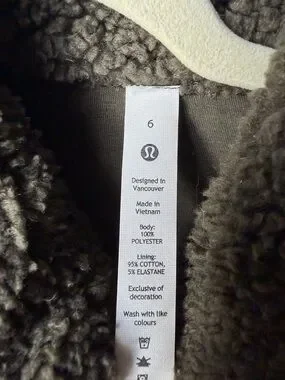 6
Designed in
Vancouver
Made in
Vietnam
Body:
100%
POLYESTER
Lining:
95% COTTON,
5% ELASTANE
Exclusive of
decoration
Wash with like
colours